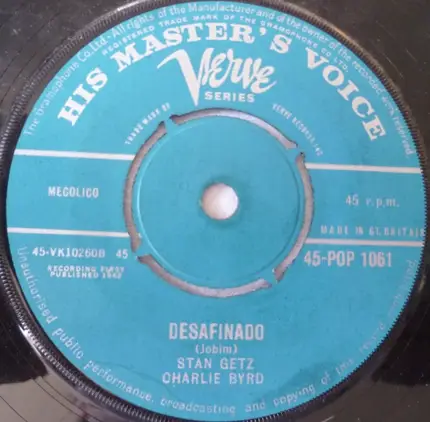 The Gramophone Co. Ltd.-All rights of the Manufacturer and of the owner of the recorded work reserved.
REGISTERED TRADE MARK OF THE GRAMOPHONE CO LTD.
HIS MASTER'S VOICE
Verve
SERIES
TRADE MARK BY VERVE RECORDS INC
MECOLICO
45 r.p.m.
MADE IN GT. BRITAIN
45-VK10260B 45
45-POP 1061
RECORDING FIRST
PUBLISHED 1962
DESAFINADO
(Jobim)
STAN GETZ
CHARLIE BYRD
Unauthorised public performance, broadcasting and copying of this record prohibited